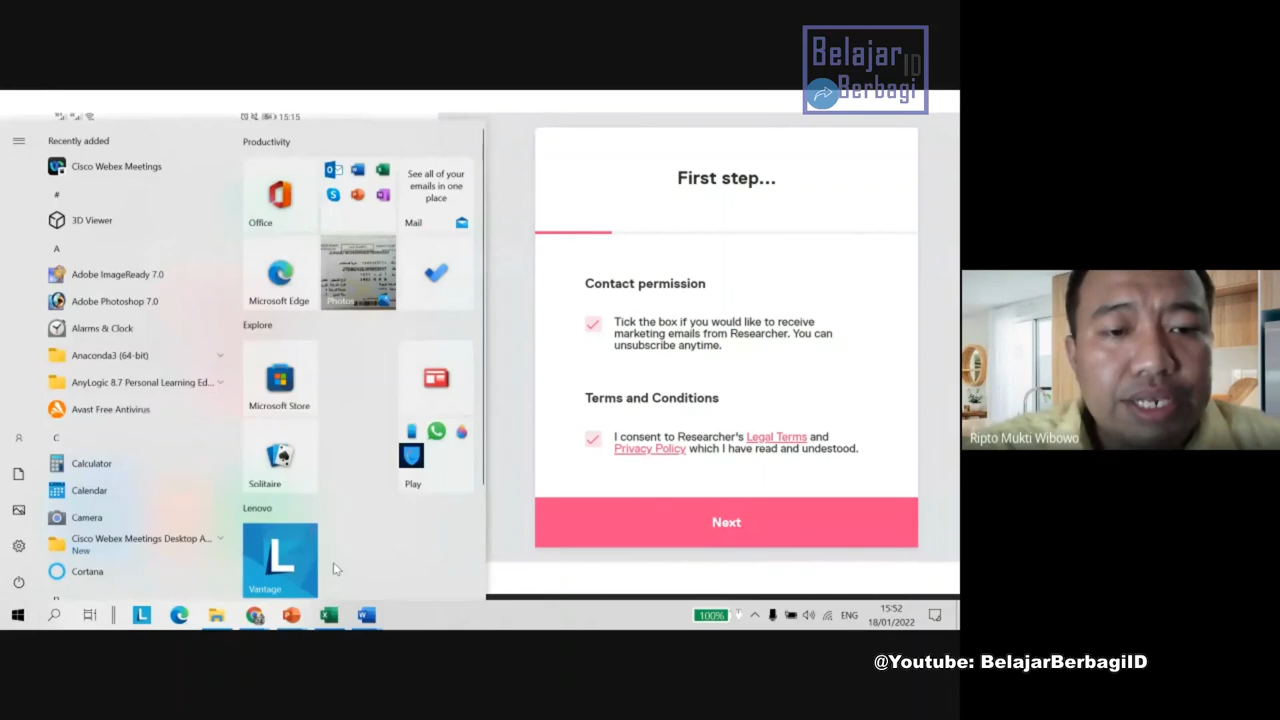 Belajar
ID
Berbagi
15:15
Recently added
Cisco Webex Meetings
#
3D Viewer
A
Adobe ImageReady 7.0
Adobe Photoshop 7.0
Alarms & Clock
Anaconda3 (64-bit)
AnyLogic 8.7 Personal Learning Ed...
Avast Free Antivirus
C
Calculator
Calendar
Camera
Cisco Webex Meetings Desktop A...
New
Cortana
Productivity
Office
See all of your
emails in one
place
Mail
Microsoft Edge
Photos
Explore
Microsoft Store
Solitaire
Play
Lenovo
L
Vantage
First step...
Contact permission
Tick the box if you would like to receive
marketing emails from Researcher. You can
unsubscribe anytime.
Terms and Conditions
I consent to Researcher's Legal Terms and
Privacy Policy which I have read and undestood.
Next
Ripto Mukti Wibowo
L
100%
ENG
15:52
18/01/2022
@Youtube: BelajarBerbagiID